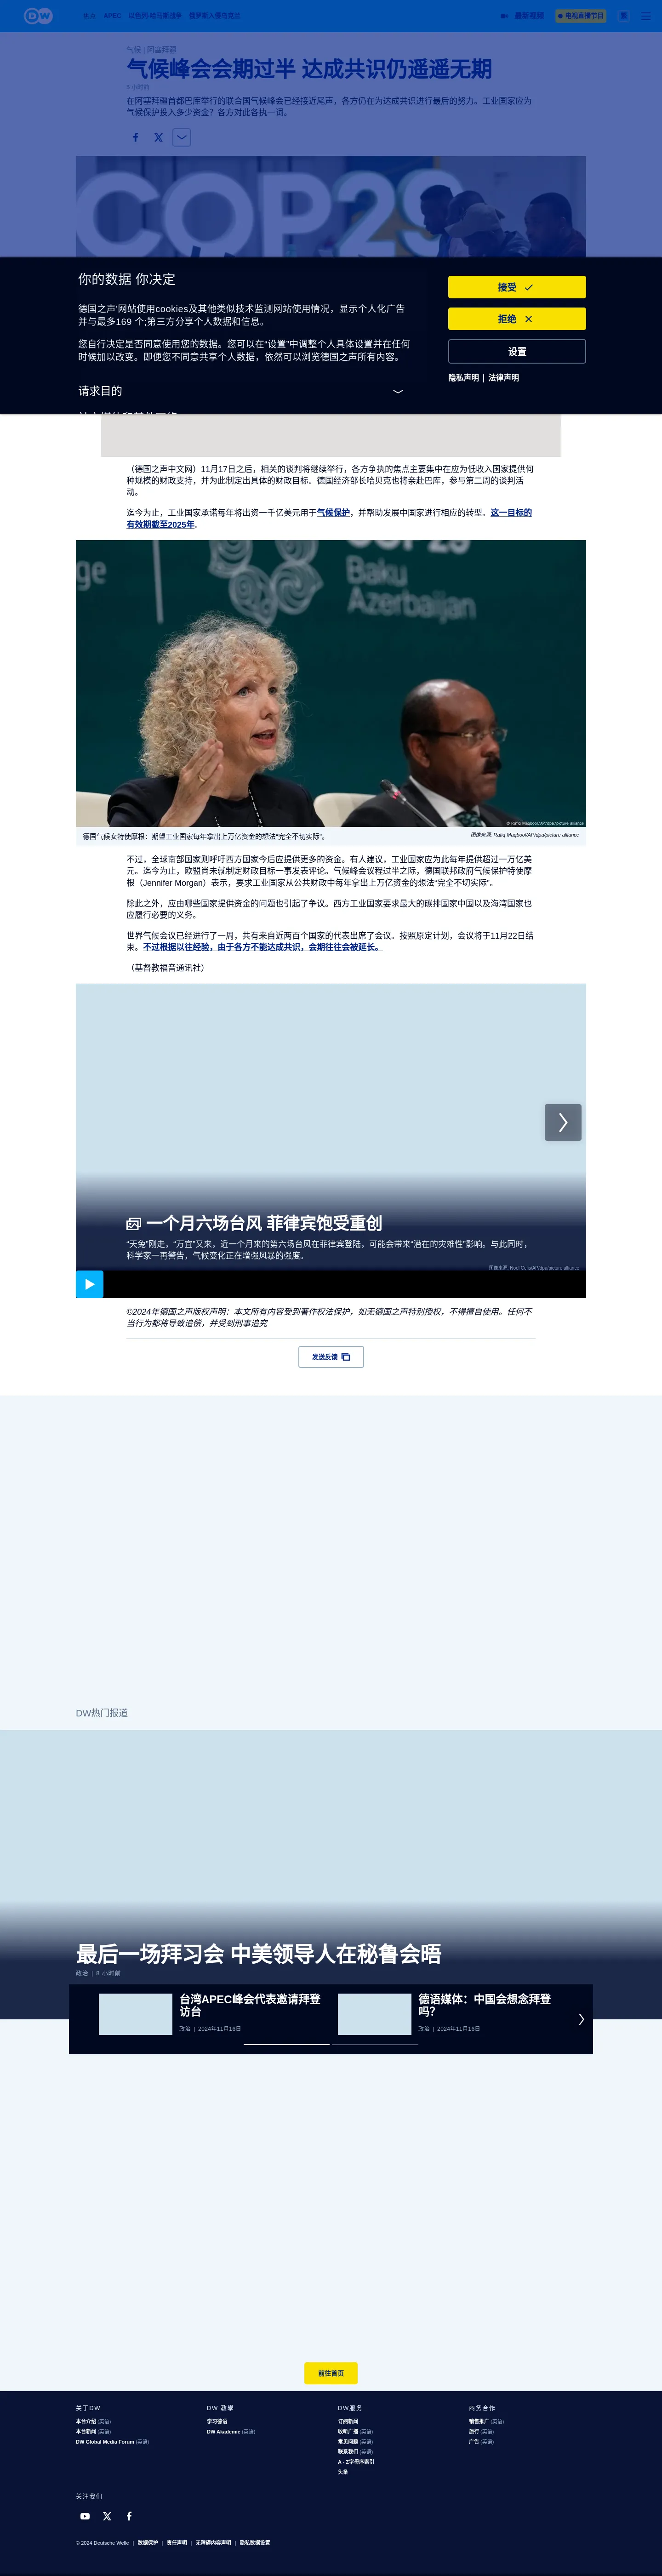 DW
APEC
以色列-哈马斯战争
俄罗斯入侵乌克兰
最新视频
电视直播节目
气候 | 阿塞拜疆
气候峰会会期过半 达成共识仍遥遥无期
5 小时前
在阿塞拜疆首都巴库举行的联合国气候峰会已经接近尾声，各方仍在为达成共识进行最后的努力。工业国家应为
气候保护投入多少资金？各方对此各执一词。
COP29
你的数据 你决定
德国之声'网站使用cookies及其他类似技术监测网站使用情况，显示个人化广告
并与最多169 个;第三方分享个人数据和信息。
您自行决定是否同意使用您的数据。您可以在“设置”中调整个人具体设置并在任何
时候加以改变。即便您不同意共享个人数据，依然可以浏览德国之声所有内容。
请求目的
接受
拒绝
设置
隐私声明 | 法律声明
（德国之声中文网）11月17日之后，相关的谈判将继续举行，各方争执的焦点主要集中在应为低收入国家提供何
种规模的财政支持，并为此制定出具体的财政目标。德国经济部长哈贝克也将亲赴巴库，参与第二周的谈判活
动。
迄今为止，工业国家承诺每年将出资一千亿美元用于气候保护，并帮助发展中国家进行相应的转型。这一目标的
有效期截至2025年。
ge
Baku
Azerbaijan
© Rafiq Maqbool/AP/dpa/picture alliance
德国气候女特使摩根：期望工业国家每年拿出上万亿资金的想法“完全不切实际”。
图像来源: Rafiq Maqbool/AP/dpa/picture alliance
不过，全球南部国家则呼吁西方国家今后应提供更多的资金。有人建议，工业国家应为此每年提供超过一万亿美
元。迄今为止，欧盟尚未就制定财政目标一事发表评论。气候峰会议程过半之际，德国联邦政府气候保护特使摩
根（Jennifer Morgan）表示，要求工业国家从公共财政中每年拿出上万亿资金的想法“完全不切实际”。
除此之外，应由哪些国家提供资金的问题也引起了争议。西方工业国家要求最大的碳排国家中国以及海湾国家也
应履行必要的义务。
世界气候会议已经进行了一周，共有来自近两百个国家的代表出席了会议。按照原定计划，会议将于11月22日结
束。不过根据以往经验，由于各方不能达成共识，会期往往会被延长。
（基督教福音通讯社）
一个月六场台风 菲律宾饱受重创
“天兔”刚走，“万宜”又来，近一个月来的第六场台风在菲律宾登陆，可能会带来“潜在的灾难性”影响。与此同时，
科学家一再警告，气候变化正在增强风暴的强度。
图像来源: Noel Celis/AP/dpa/picture alliance
©2024年德国之声版权声明：本文所有内容受到著作权法保护，如无德国之声特别授权，不得擅自使用。任何不
当行为都将导致追偿，并受到刑事追究
发送反馈
DW热门报道
最后一场拜习会 中美领导人在秘鲁会晤
政治 | 8 小时前
台湾APEC峰会代表邀请拜登
访台
政治 | 2024年11月16日
德语媒体：中国会想念拜登
吗？
政治 | 2024年11月16日
前往首页
关于DW
本台介绍 (英语)
本台新闻 (英语)
DW Global Media Forum (英语)
DW 教學
学习德语
DW Akademie (英语)
DW服务
订阅新闻
收听广播 (英语)
常见问题 (英语)
联系我们 (英语)
A - Z字母序索引
头条
商务合作
销售推广 (英语)
旅行 (英语)
广告 (英语)
关注我们
© 2024 Deutsche Welle | 数据保护 | 责任声明 | 无障碍内容声明 | 隐私数据设置